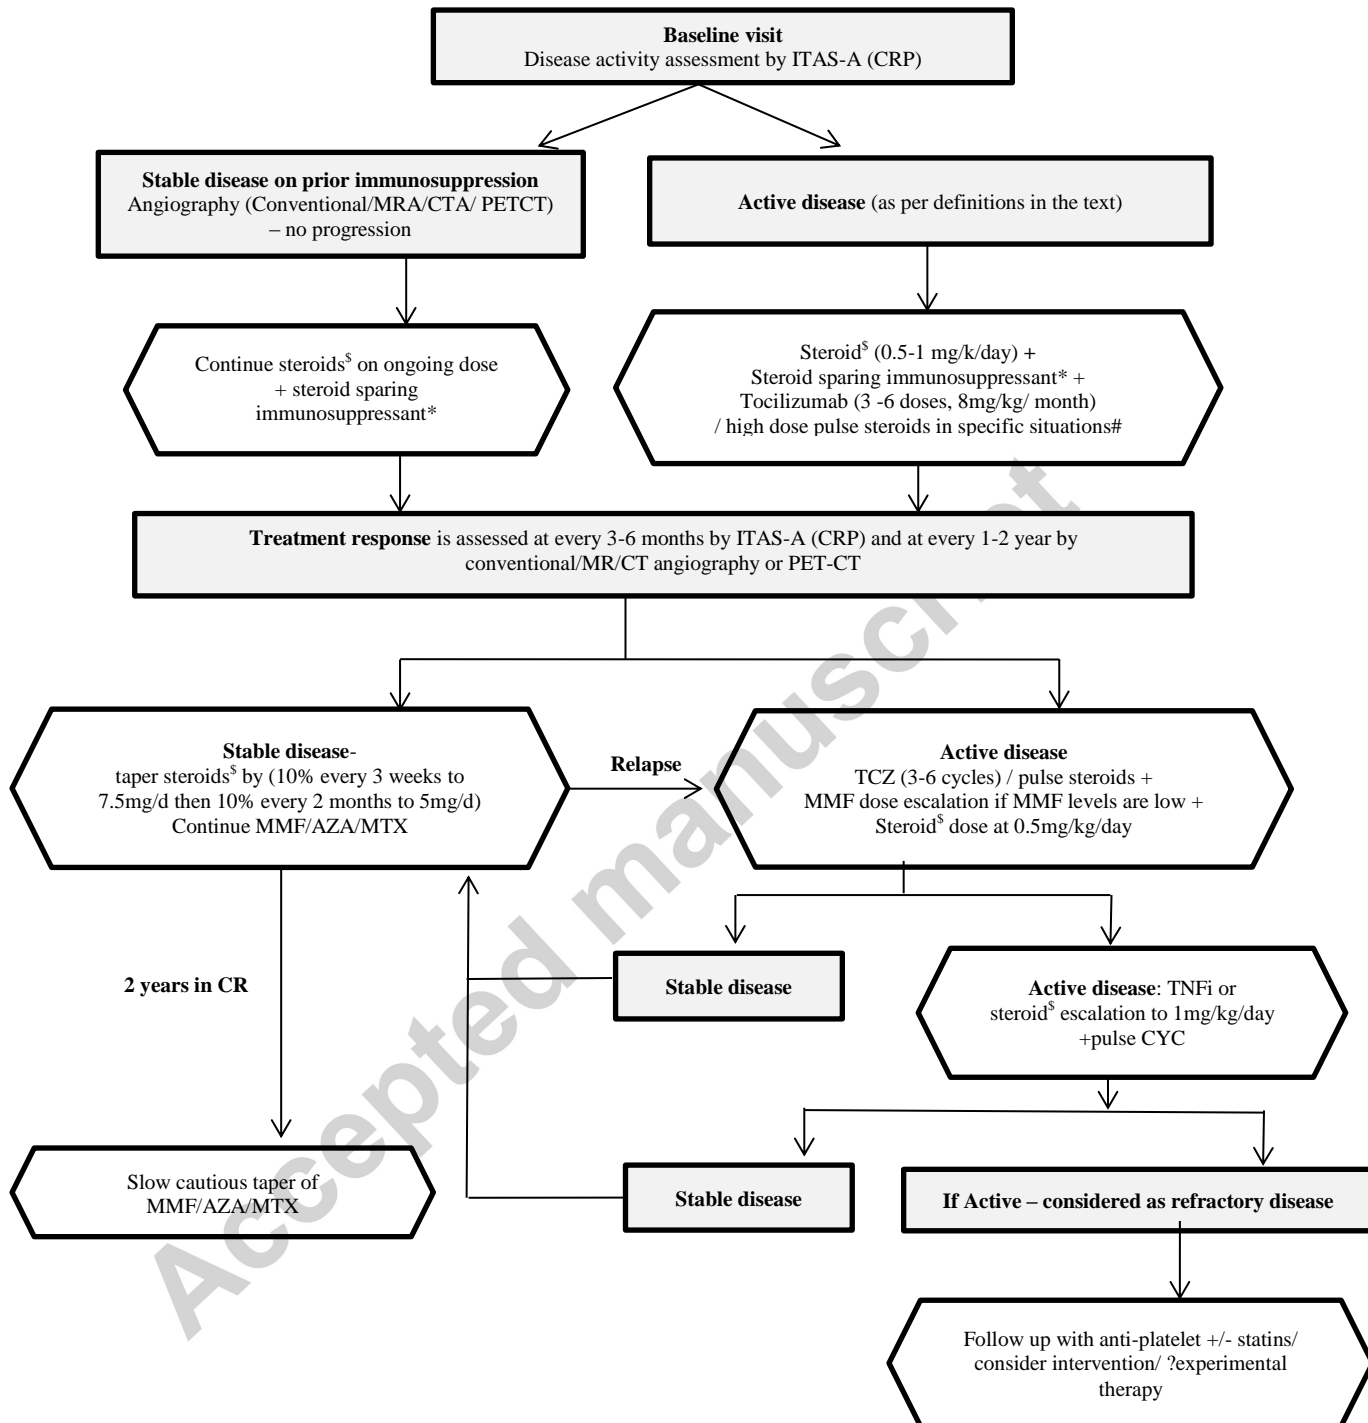 Baseline visit
Disease activity assessment by ITAS-A (CRP)
Stable disease on prior immunosuppression
Angiography (Conventional/MRA/CTA/ PETCT)
– no progression
Active disease (as per definitions in the text)
Continue steroids$ on ongoing dose
+ steroid sparing
immunosuppressant*
Steroid$ (0.5-1 mg/k/day) +
Steroid sparing immunosuppressant* +
Tocilizumab (3 -6 doses, 8mg/kg/ month)
/ high dose pulse steroids in specific situations#
Treatment response is assessed at every 3-6 months by ITAS-A (CRP) and at every 1-2 year by
conventional/MR/CT angiography or PET-CT
Stable disease-
taper steroids$ by (10% every 3 weeks to
7.5mg/d then 10% every 2 months to 5mg/d)
Continue MMF/AZA/MTX
Relapse
Active disease
TCZ (3-6 cycles) / pulse steroids +
MMF dose escalation if MMF levels are low +
Steroid$ dose at 0.5mg/kg/day
2 years in CR
Stable disease
Active disease: TNFi or
steroid$ escalation to 1mg/kg/day
+pulse CYC
Slow cautious taper of
MMF/AZA/MTX
Stable disease
If Active – considered as refractory disease
Follow up with anti-platelet +/- statins/
consider intervention/ ?experimental
therapy
Accepted manuscript